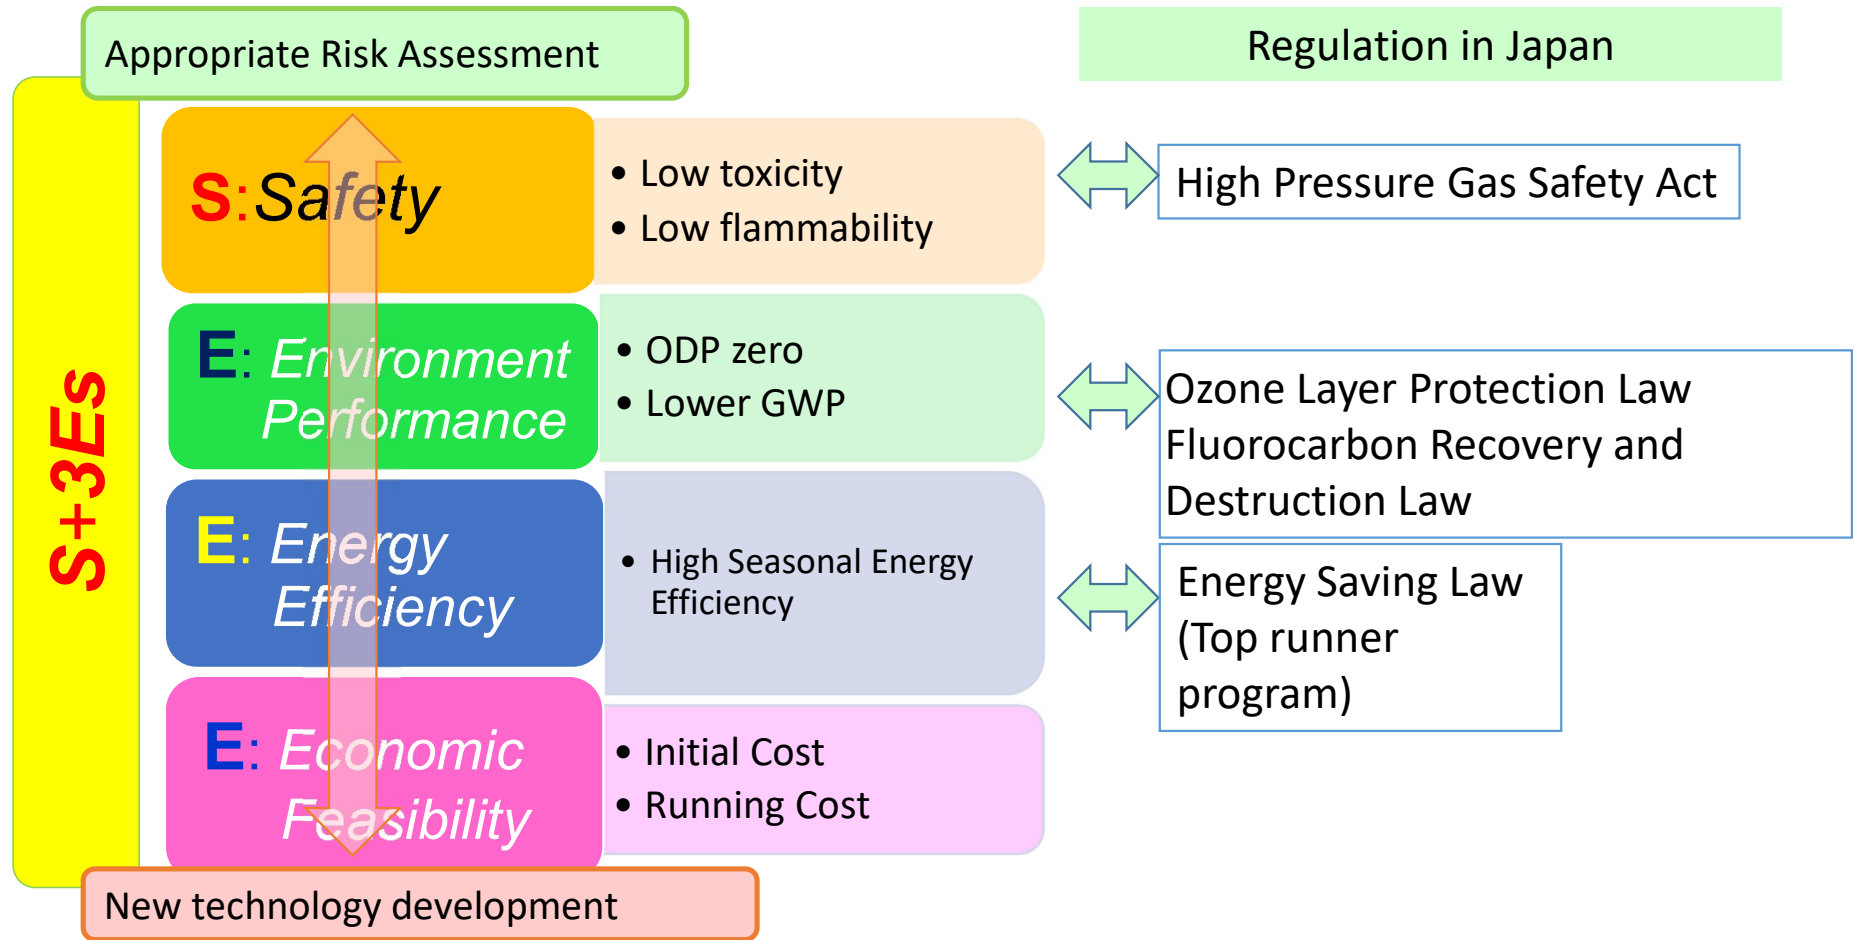 Appropriate Risk Assessment
Regulation in Japan
S+3Es
S:Safety
• Low toxicity
• Low flammability
High Pressure Gas Safety Act
E: Environment
Performance
• ODP zero
• Lower GWP
Ozone Layer Protection Law
Fluorocarbon Recovery and
Destruction Law
E: Energy
Efficiency
• High Seasonal Energy
Efficiency
Energy Saving Law
(Top runner
program)
E: Economic
Feasibility
• Initial Cost
• Running Cost
New technology development